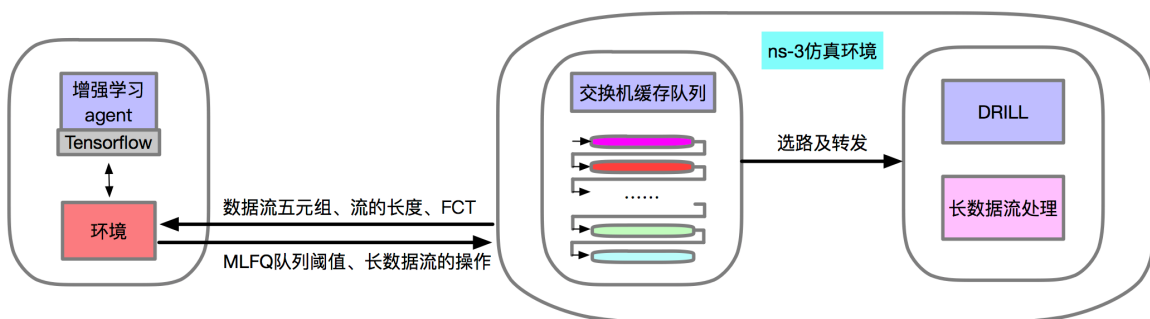 增强学习
agent
Tensorflow
环境
数据流五元组、流的长度、FCT
MLFQ队列阈值、长数据流的操作
ns-3仿真环境
交换机缓存队列
......
选路及转发
DRILL
长数据流处理